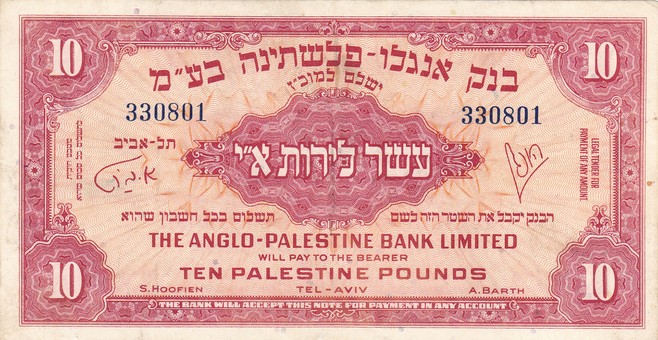 10
10
בנק אנגלו-פלשתינה בע"מ
ישלם למוכ"ז
330801
330801
תל-אביב
עשר לירות א"י
LEGAL TENDER FOR
PAYMENT OF ANY AMOUNT
הבנק יקבל את השטר הזה לשם
תשלום בכל חשבון שהוא
THE ANGLO-PALESTINE BANK LIMITED
WILL PAY TO THE BEARER
TEN PALESTINE POUNDS
S. HOOFIEN
TEL-AVIV
A. BARTH
10
10
THE BANK WILL ACCEPT THIS NOTE FOR PAYMENT IN ANY ACCOUNT